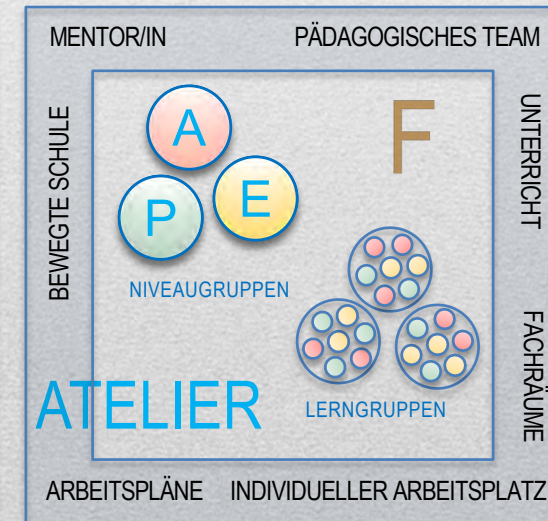 MENTOR/IN
PÄDAGOGISCHES TEAM
BEWEGTE SCHULE
A
P
E
F
UNTERRICHT
NIVEAUGRUPPEN
FACHRÄUME
ATELIER
LERNGRUPPEN
ARBEITSPLÄNE
INDIVIDUELLER ARBEITSPLATZ